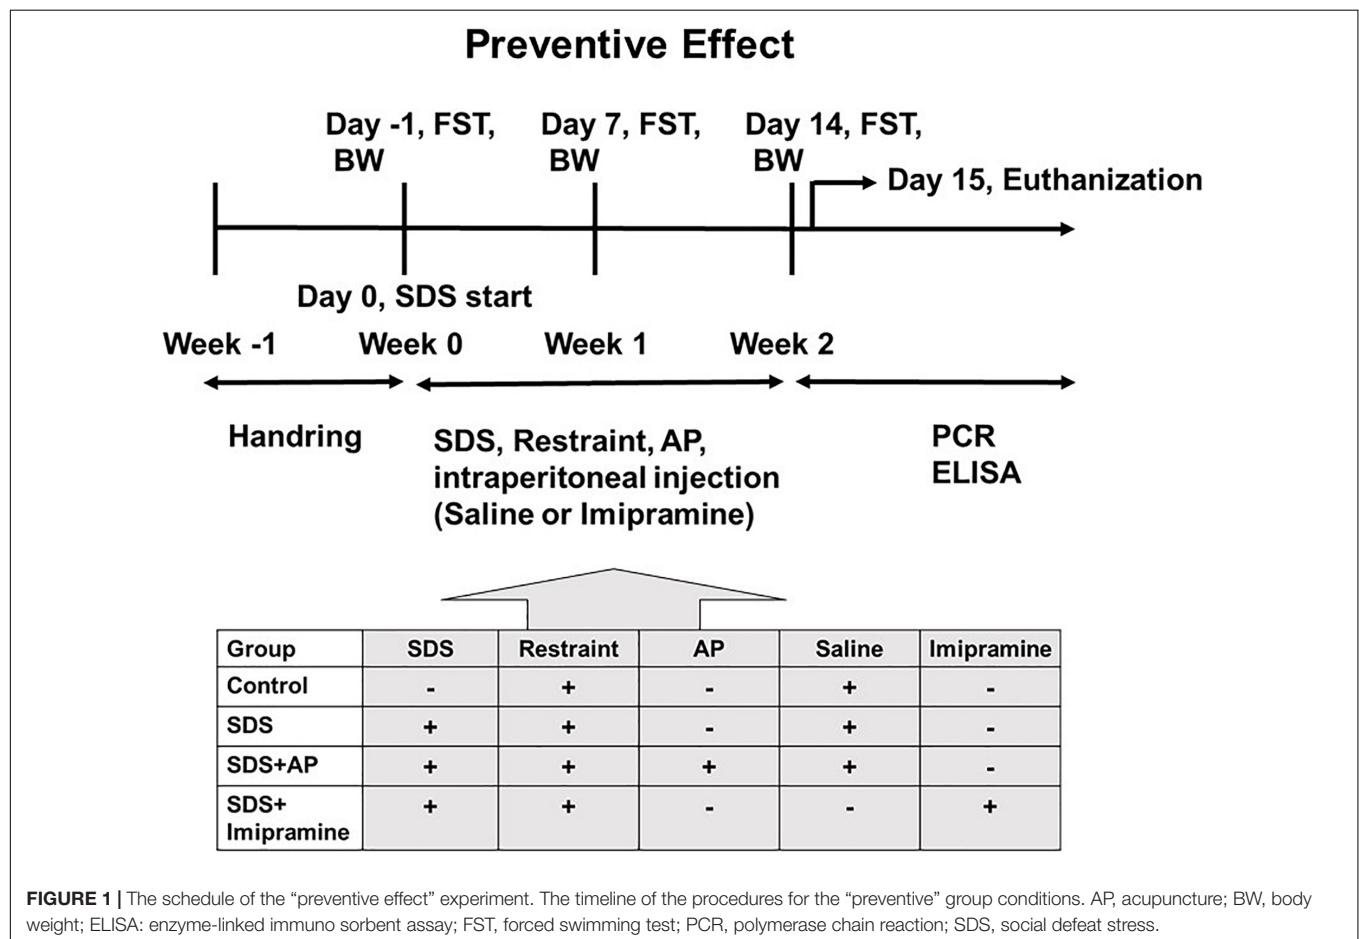 Preventive Effect
Day -1, FST,
BW
Day 7, FST,
BW
Day 14, FST,
BW
Day 15, Euthanization
Day 0, SDS start
Week -1 Week 0 Week 1 Week 2
Handring
SDS, Restraint, AP,
intraperitoneal injection
(Saline or Imipramine)
PCR
ELISA
Group SDS Restraint AP Saline Imipramine
Control - + - + -
SDS + + - + -
SDS+AP + + + + -
SDS+
Imipramine + + - - +
FIGURE 1 | The schedule of the “preventive effect” experiment. The timeline of the procedures for the “preventive” group conditions. AP, acupuncture; BW, body
weight; ELISA: enzyme-linked immuno sorbent assay; FST, forced swimming test; PCR, polymerase chain reaction; SDS, social defeat stress.